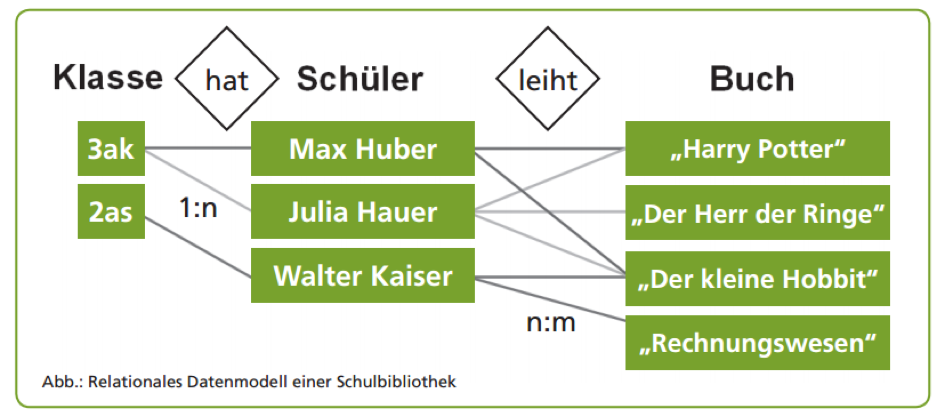 Klasse hat Schüler leiht Buch
3ak Max Huber „Harry Potter“
2as 1:n Julia Hauer „Der Herr der Ringe“
Walter Kaiser „Der kleine Hobbit“
n:m „Rechnungswesen“
Abb.: Relationales Datenmodell einer Schulbibliothek